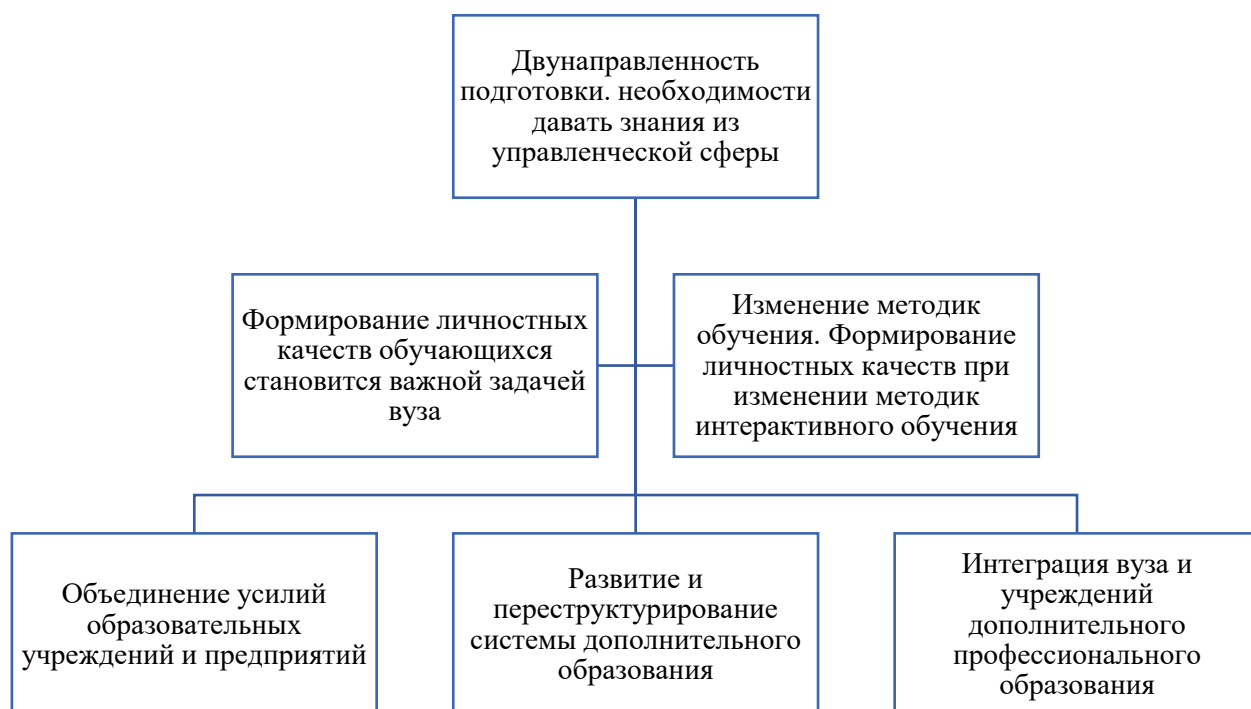 Двунаправленность
подготовки. необходимости
давать знания из
управленческой сферы
Формирование личностных
качеств обучающихся
становится важной задачей
вуза
Изменение методик
обучения. Формирование
личностных качеств при
изменении методик
интерактивного обучения
Объединение усилий
образовательных
учреждений и предприятий
Развитие и
переструктурирование
системы дополнительного
образования
Интеграция вуза и
учреждений
дополнительного
профессионального
образования